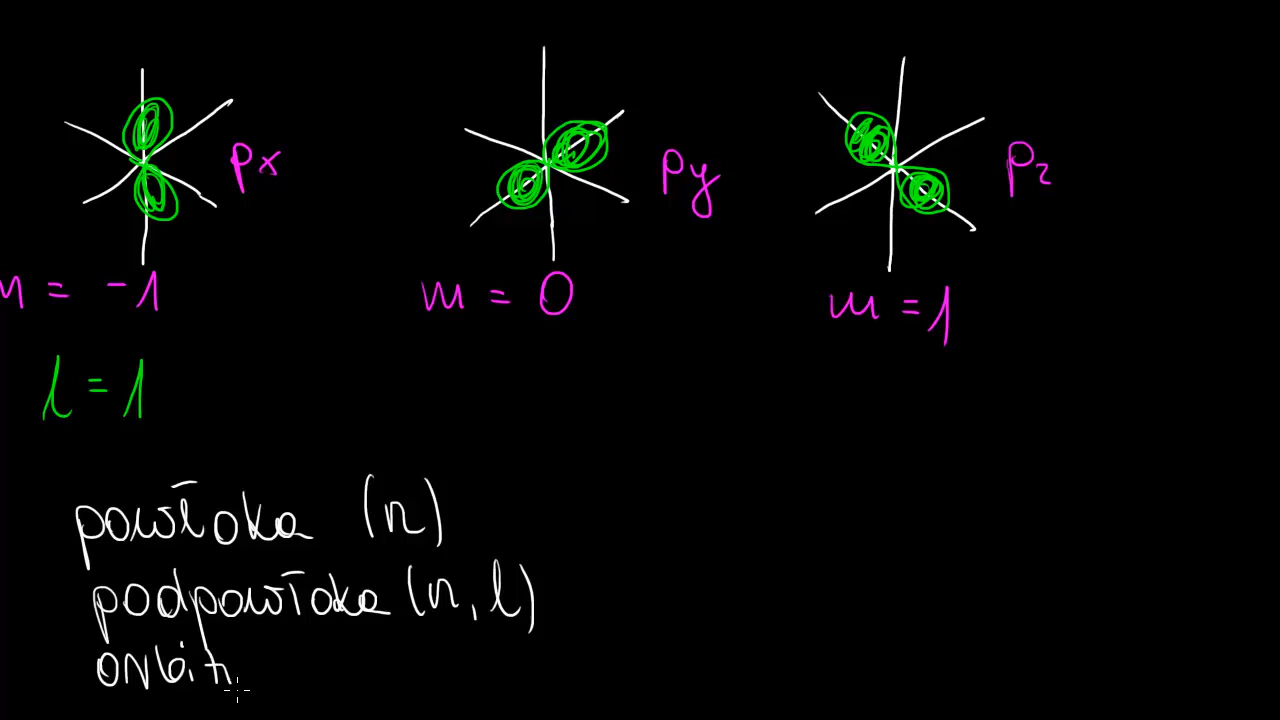 px
py
pz
m = -1
m = 0
m = 1
l = 1
powłoka (n)
podpowłoka (n, l)
orbit